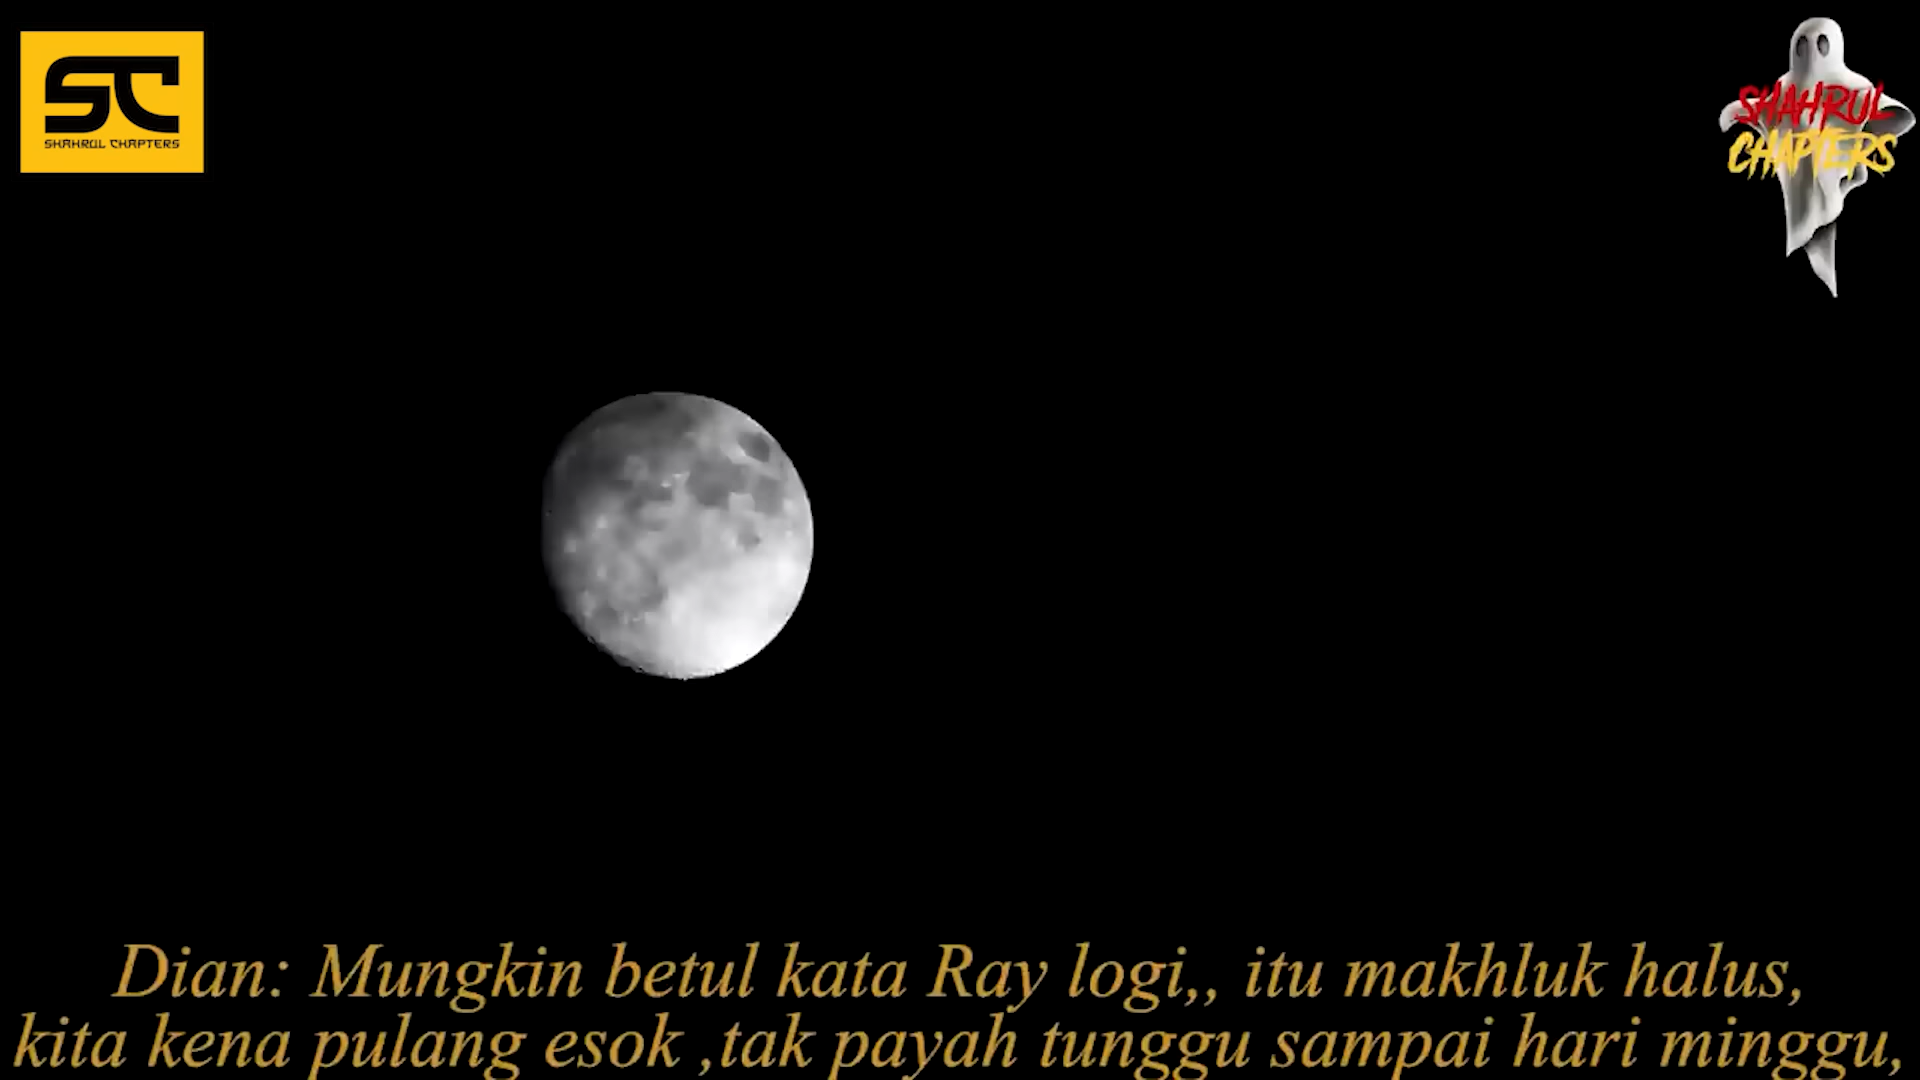 SC
SHAHRUL CHAPTERS
SHAHRUL
CHAPTERS
Dian: Mungkin betul kata Ray logi,, itu makhluk halus,
kita kena pulang esok ,tak payah tunggu sampai hari minggu,